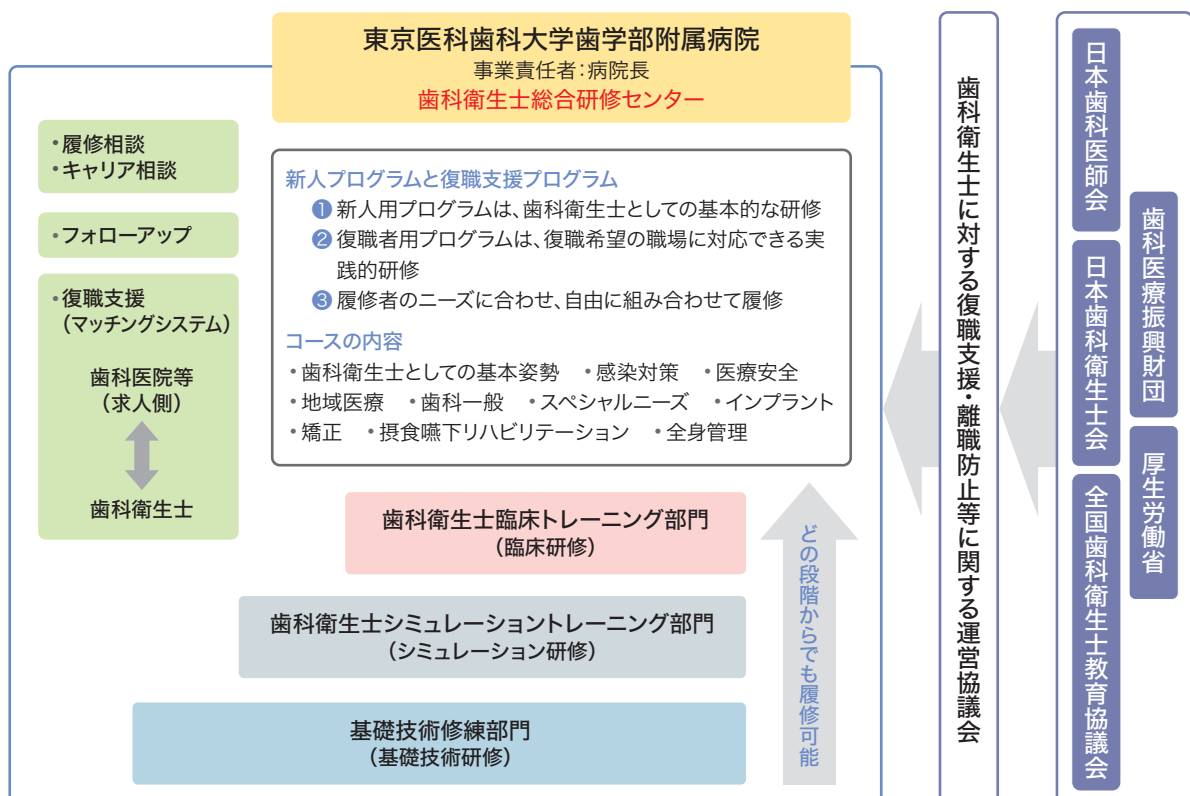 東京医科歯科大学歯学部附属病院
事業責任者：病院長
歯科衛生士総合研修センター
・履修相談
・キャリア相談
・フォローアップ
・復職支援
（マッチングシステム）
歯科医院等
（求人側）
歯科衛生士
新人プログラムと復職支援プログラム
❶ 新人用プログラムは、歯科衛生士としての基本的な研修
❷ 復職者用プログラムは、復職希望の職場に対応できる実
践的研修
❸ 履修者のニーズに合わせ、自由に組み合わせて履修
コースの内容
・歯科衛生士としての基本姿勢 ・感染対策 ・医療安全
・地域医療 ・歯科一般 ・スペシャルニーズ ・インプラント
・矯正 ・摂食嚥下リハビリテーション ・全身管理
歯科衛生士臨床トレーニング部門
（臨床研修）
歯科衛生士シミュレーショントレーニング部門
（シミュレーション研修）
基礎技術修練部門
（基礎技術研修）
どの段階からでも履修可能
歯科衛生士に対する復職支援・離職防止等に関する運営協議会
日本歯科医師会
日本歯科衛生士会
全国歯科衛生士教育協議会
歯科医療振興財団
厚生労働省